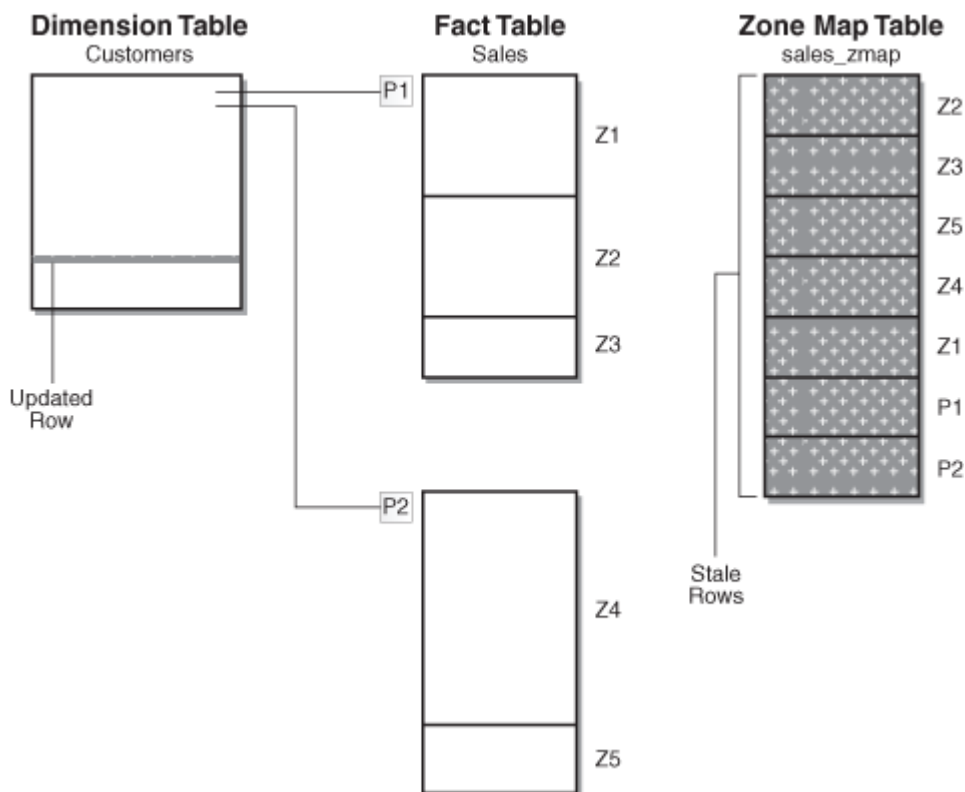 Dimension Table
Customers
Fact Table
Sales
Zone Map Table
sales_zmap
P1
Z1
Z2
Z3
Updated
Row
P2
Z4
Z5
Z2
Z3
Z5
Z4
Z1
P1
P2
Stale
Rows